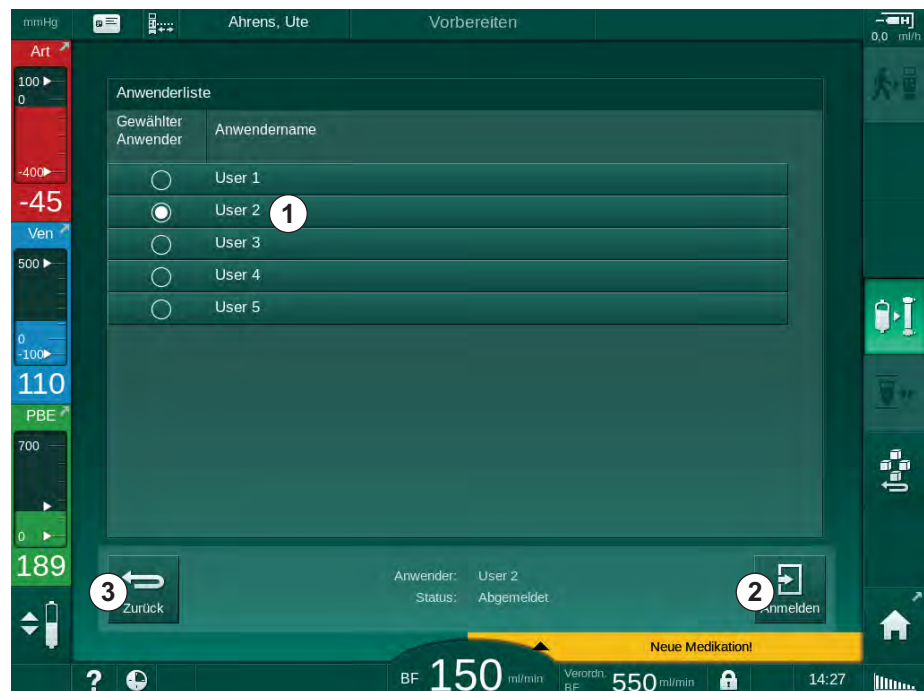 mmHg
Ahrens, Ute
Vorbereiten
0,0 ml/h
Art
100
0
-400
-45
Ven
500
0
-100
110
PBE
700
0
189
Anwenderliste
Gewählter
Anwender
Anwendername
User 1
User 2
1
User 3
User 4
User 5
3
Zurück
Anwender: User 2
Status: Abgemeldet
2
Anmelden
Neue Medikation!
?
BF 150 ml/min
Verordn.
BF 550 ml/min
14:27